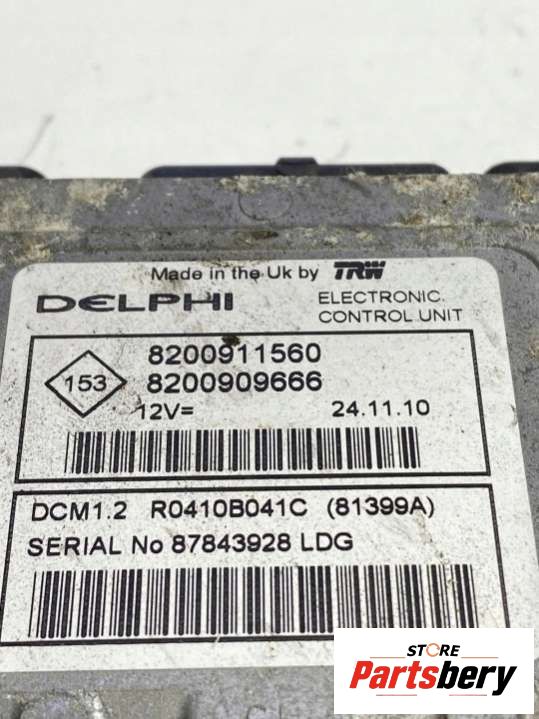 Made in the Uk by TRW
DELPHI ELECTRONIC.
CONTROL.UNIT
8200911560
153 8200909666
12V= 24.11.10
DCM1.2 R0410B041C (81399A)
SERIAL No 87843928 LDG
STORE
Partsbery